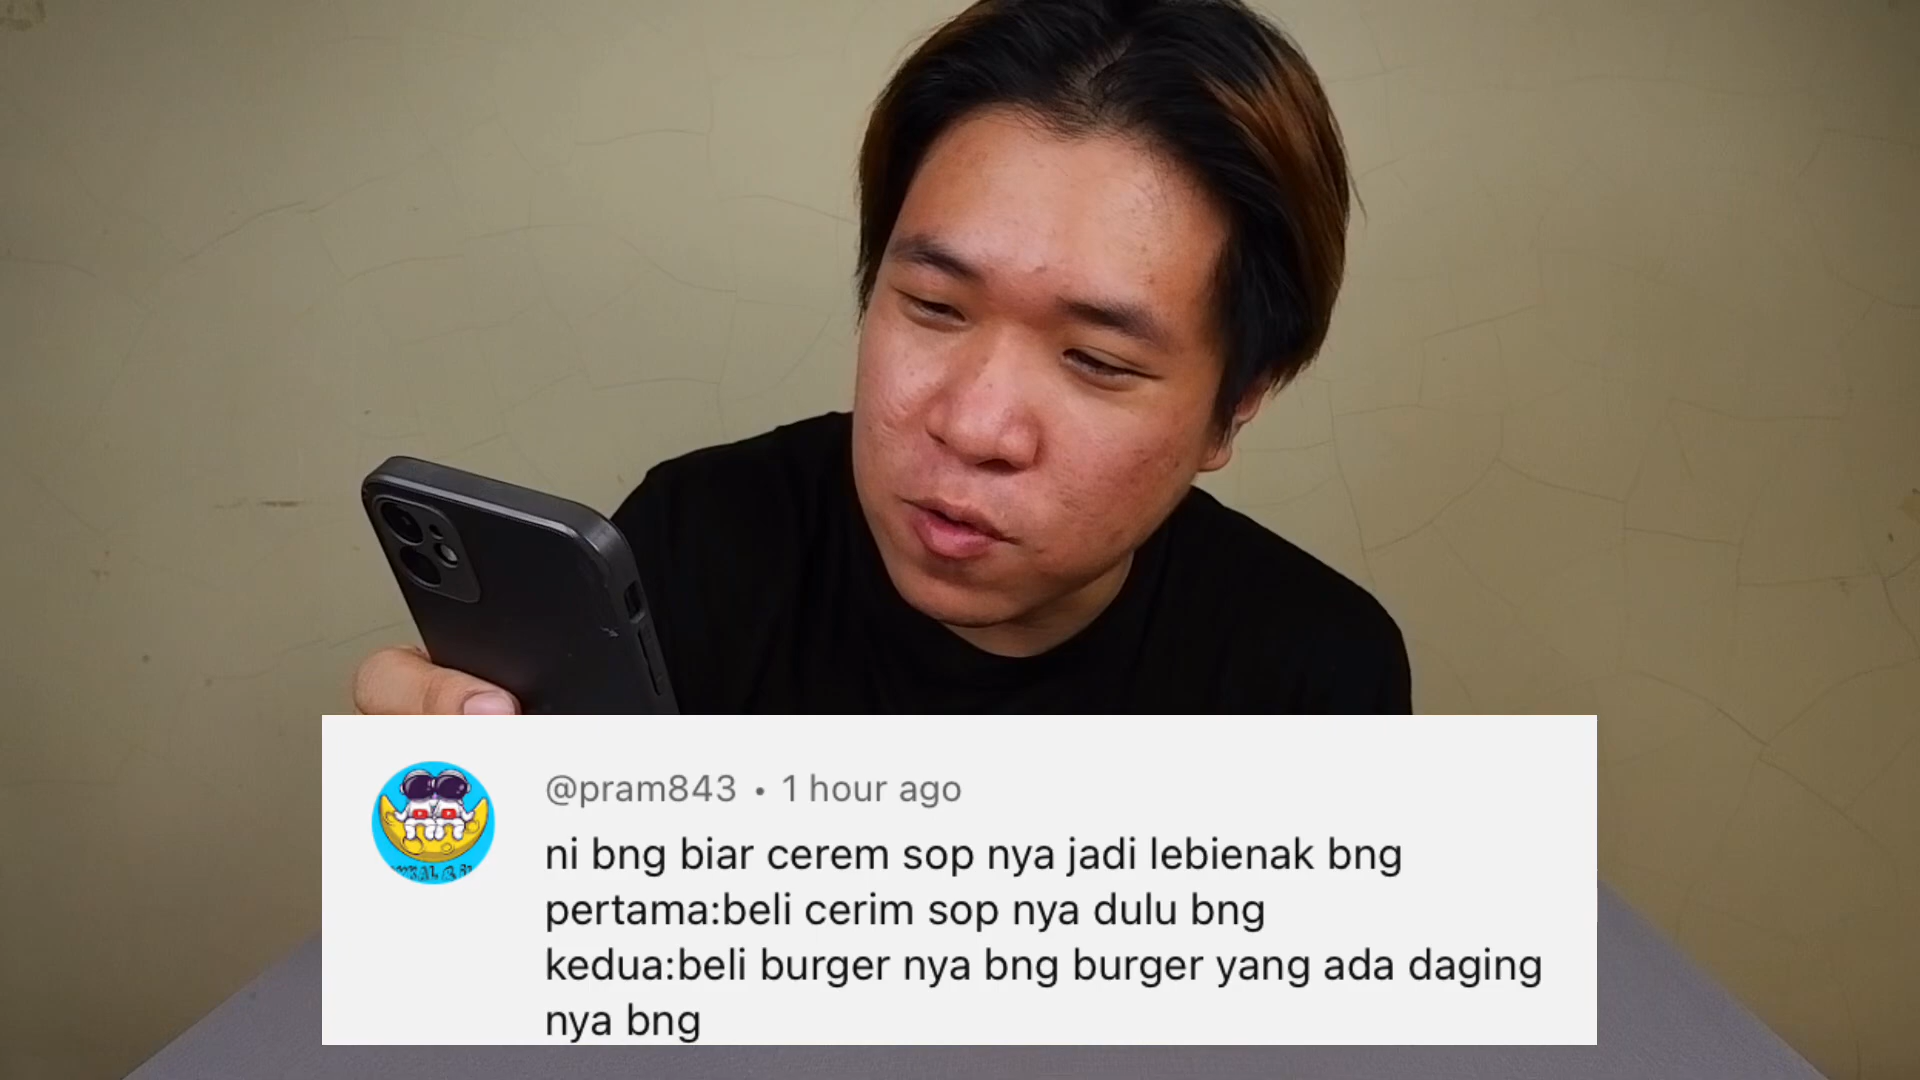 @pram843 • 1 hour ago
ni bng biar cerem sop nya jadi lebienak bng
pertama:beli cerim sop nya dulu bng
kedua:beli burger nya bng burger yang ada daging
nya bng